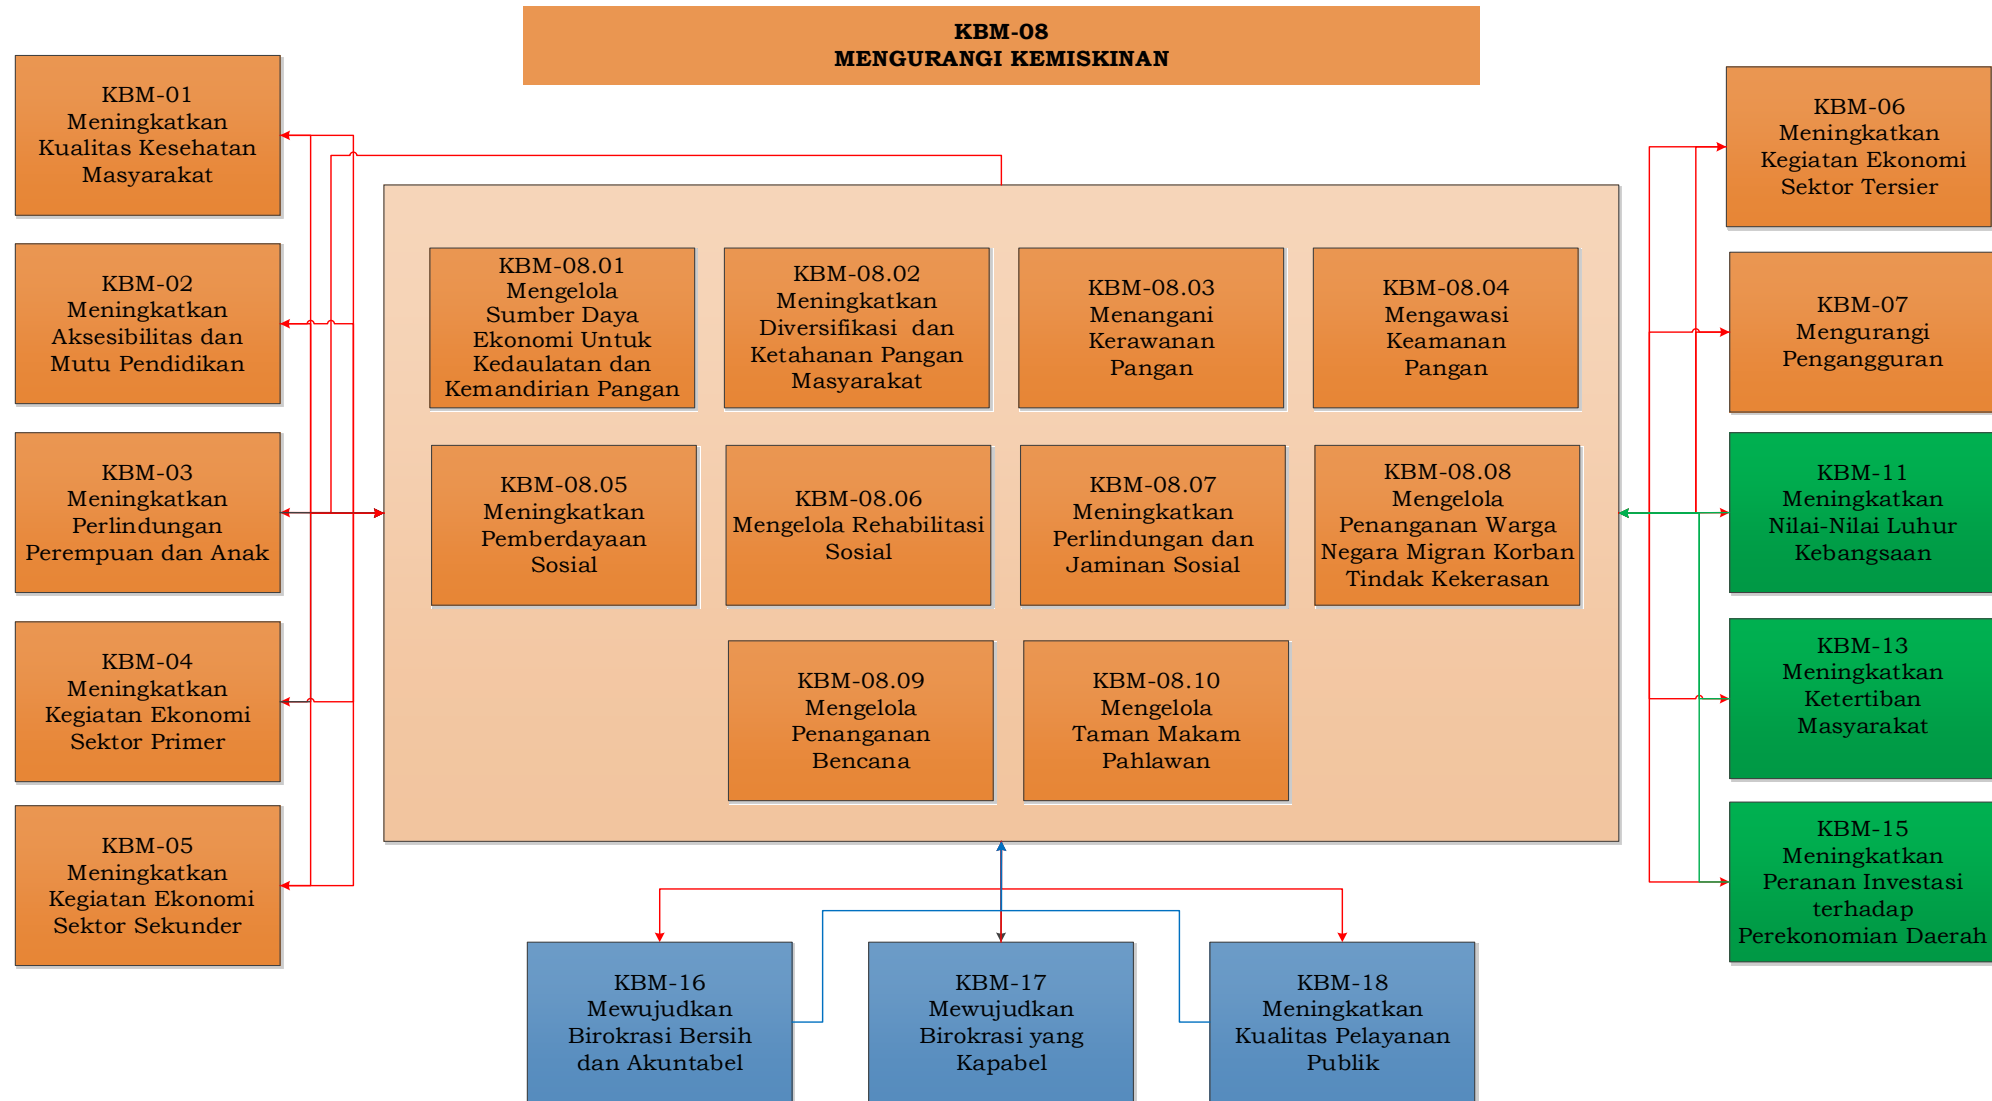 KBM-08
MENGURANGI KEMISKINAN
KBM-01
Meningkatkan
Kualitas Kesehatan
Masyarakat
KBM-02
Meningkatkan
Aksesibilitas dan
Mutu Pendidikan
KBM-03
Meningkatkan
Perlindungan
Perempuan dan Anak
KBM-04
Meningkatkan
Kegiatan Ekonomi
Sektor Primer
KBM-05
Meningkatkan
Kegiatan Ekonomi
Sektor Sekunder
KBM-08.01
Mengelola
Sumber Daya
Ekonomi Untuk
Kedaulatan dan
Kemandirian Pangan
KBM-08.02
Meningkatkan
Diversifikasi dan
Ketahanan Pangan
Masyarakat
KBM-08.03
Menangani
Kerawanan
Pangan
KBM-08.04
Mengawasi
Keamanan
Pangan
KBM-08.05
Meningkatkan
Pemberdayaan
Sosial
KBM-08.06
Mengelola Rehabilitasi
Sosial
KBM-08.07
Meningkatkan
Perlindungan dan
Jaminan Sosial
KBM-08.08
Mengelola
Penanganan Warga
Negara Migran Korban
Tindak Kekerasan
KBM-08.09
Mengelola
Penanganan
Bencana
KBM-08.10
Mengelola
Taman Makam
Pahlawan
KBM-06
Meningkatkan
Kegiatan Ekonomi
Sektor Tersier
KBM-07
Mengurangi
Pengangguran
KBM-11
Meningkatkan
Nilai-Nilai Luhur
Kebangsaan
KBM-13
Meningkatkan
Ketertiban
Masyarakat
KBM-15
Meningkatkan
Peranan Investasi
terhadap
Perekonomian Daerah
KBM-16
Mewujudkan
Birokrasi Bersih
dan Akuntabel
KBM-17
Mewujudkan
Birokrasi yang
Kapabel
KBM-18
Meningkatkan
Kualitas Pelayanan
Publik